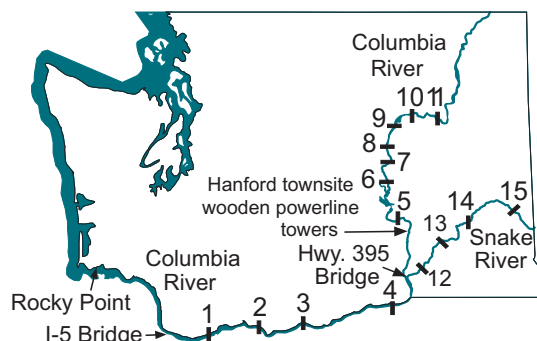 Columbia
River
10 11
9
8
7
6
Hanford townsite
wooden powerline
towers
5
15
14
13
Snake
River
Hwy. 395
Bridge
12
Columbia
River
Rocky Point
I-5 Bridge
1
2
3
4